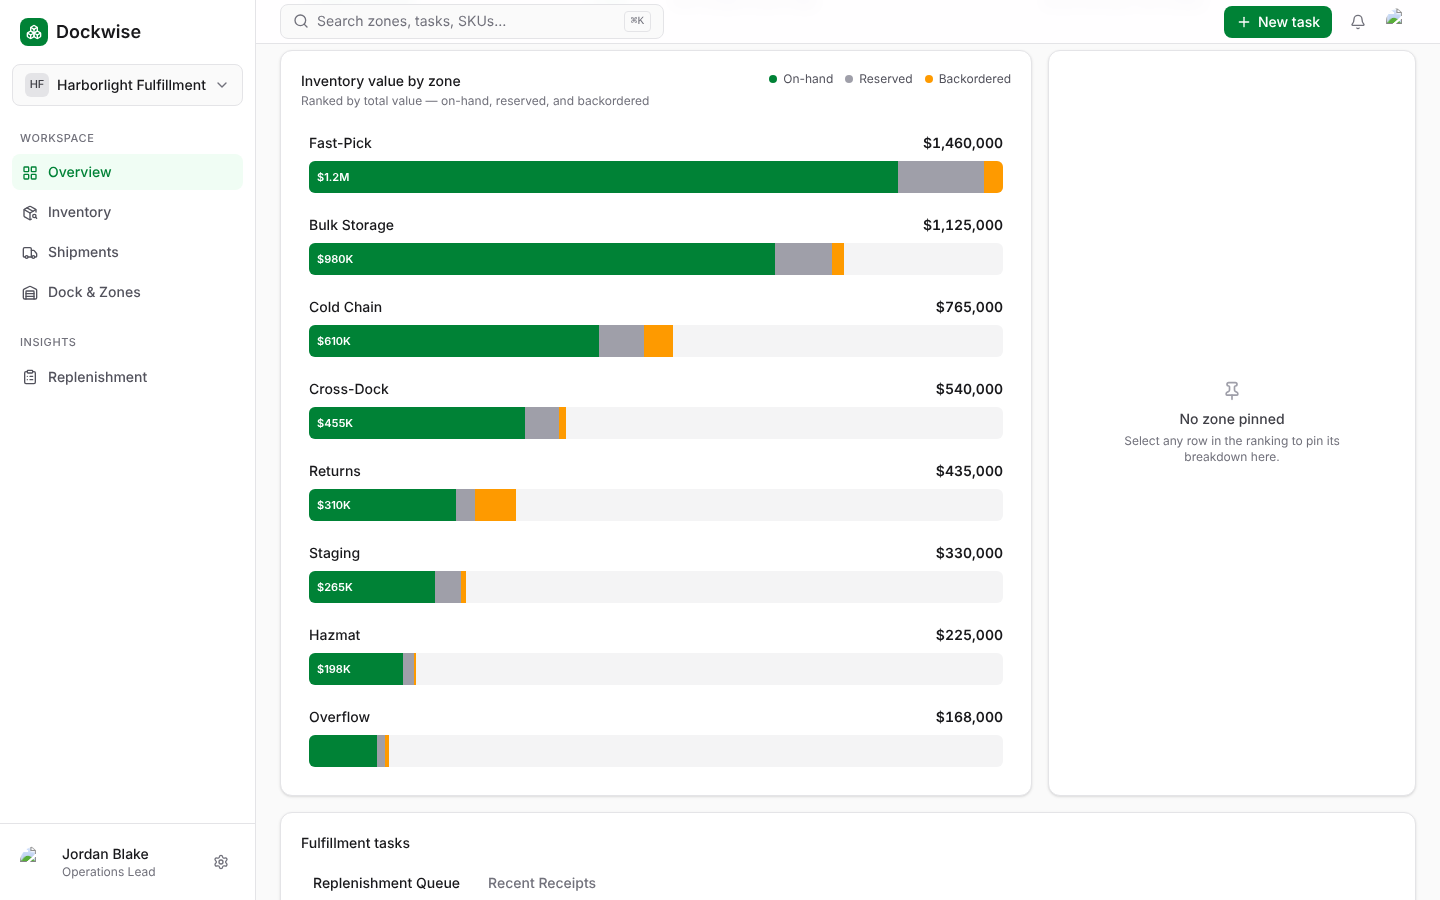 Dockwise
HF Harborlight Fulfillment
WORKSPACE
Overview
Inventory
Shipments
Dock & Zones
INSIGHTS
Replenishment
Jordan Blake
Operations Lead
Search zones, tasks, SKUs... ⌘K
New task
Inventory value by zone
Ranked by total value — on-hand, reserved, and backordered
On-hand Reserved Backordered
Fast-Pick $1,460,000
$1.2M
Bulk Storage $1,125,000
$980K
Cold Chain $765,000
$610K
Cross-Dock $540,000
$455K
Returns $435,000
$310K
Staging $330,000
$265K
Hazmat $225,000
$198K
Overflow $168,000
No zone pinned
Select any row in the ranking to pin its
breakdown here.
Fulfillment tasks
Replenishment Queue Recent Receipts